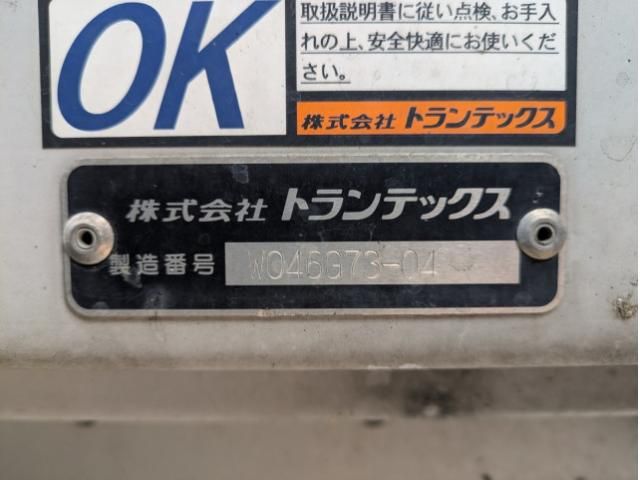 OK
取扱説明書に従い点検、お手入
れの上、安全快適にお使いくだ
さい。
株式会社 トランテックス
株式会社 トランテックス
製造番号 W046G73-04